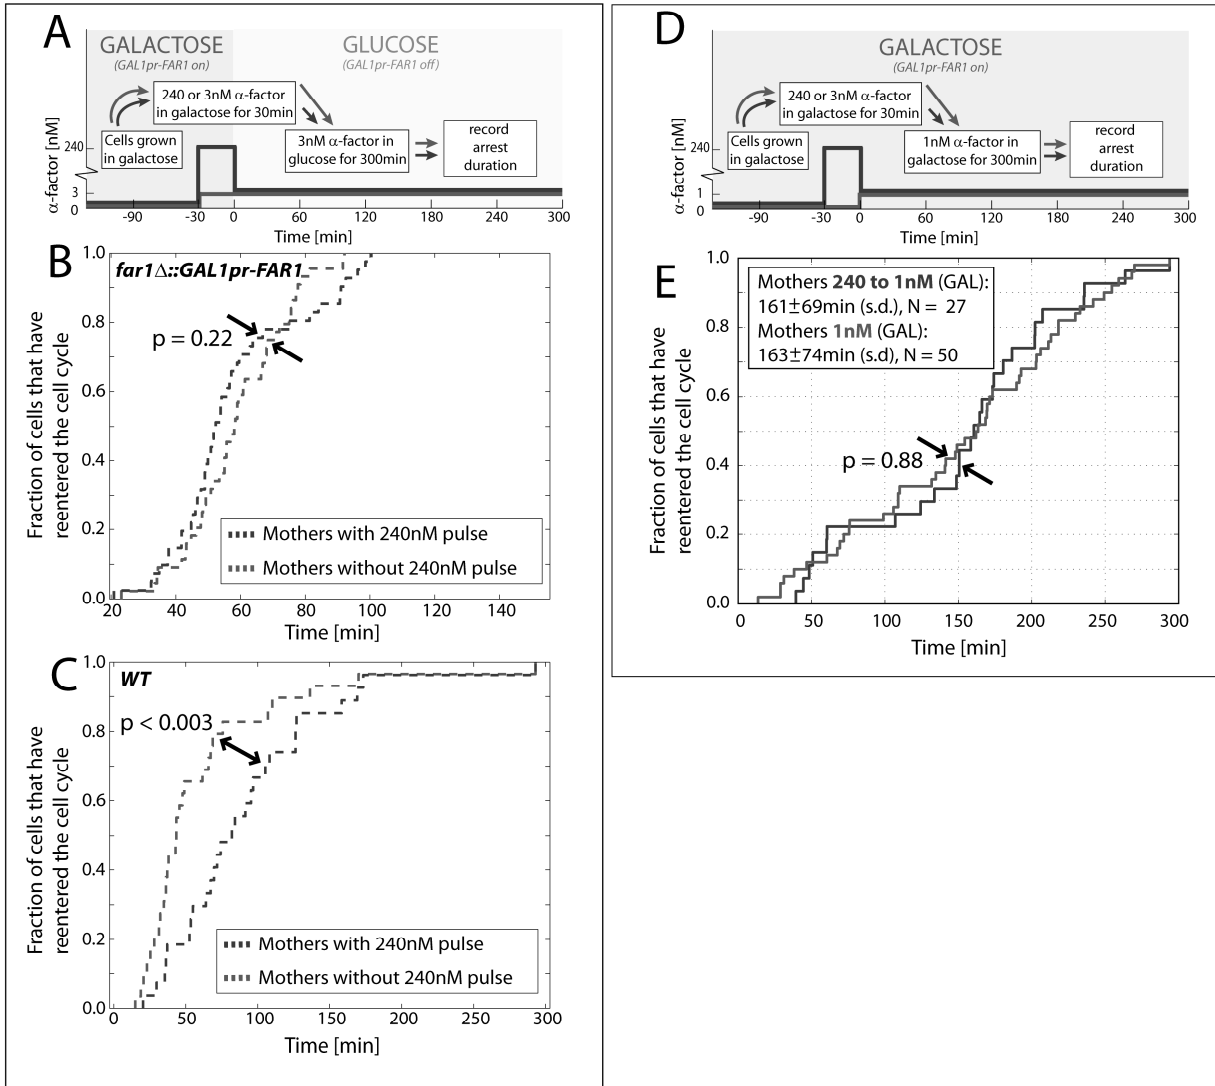 A
GALACTOSE
(GAL1pr-FAR1 on)
GLUCOSE
(GAL1pr-FAR1 off)
α-factor [nM]
240
3
0
Cells grown
in galactose
240 or 3nM α-factor
in galactose for 30min
3nM α-factor in
glucose for 300min
record
arrest
duration
-90 -30 0 60 120 180 240 300
Time [min]
B
far1Δ::GAL1pr-FAR1
Fraction of cells that have
reentered the cell cycle
1.0
0.8
0.6
0.4
0.2
0.0
p = 0.22
Mothers with 240nM pulse
Mothers without 240nM pulse
20 40 60 80 100 120 140
Time [min]
C
WT
Fraction of cells that have
reentered the cell cycle
1.0
0.8
0.6
0.4
0.2
0.0
p < 0.003
Mothers with 240nM pulse
Mothers without 240nM pulse
0 50 100 150 200 250 300
Time [min]
D
GALACTOSE
(GAL1pr-FAR1 on)
α-factor [nM]
240
1
0
Cells grown
in galactose
240 or 3nM α-factor
in galactose for 30min
1nM α-factor in
galactose for 300min
record
arrest
duration
-90 -30 0 60 120 180 240 300
Time [min]
E
Fraction of cells that have
reentered the cell cycle
1.0
0.8
0.6
0.4
0.2
0.0
Mothers 240 to 1nM (GAL):
161±69min (s.d.), N = 27
Mothers 1nM (GAL):
163±74min (s.d), N = 50
p = 0.88
0 50 100 150 200 250 300
Time [min]